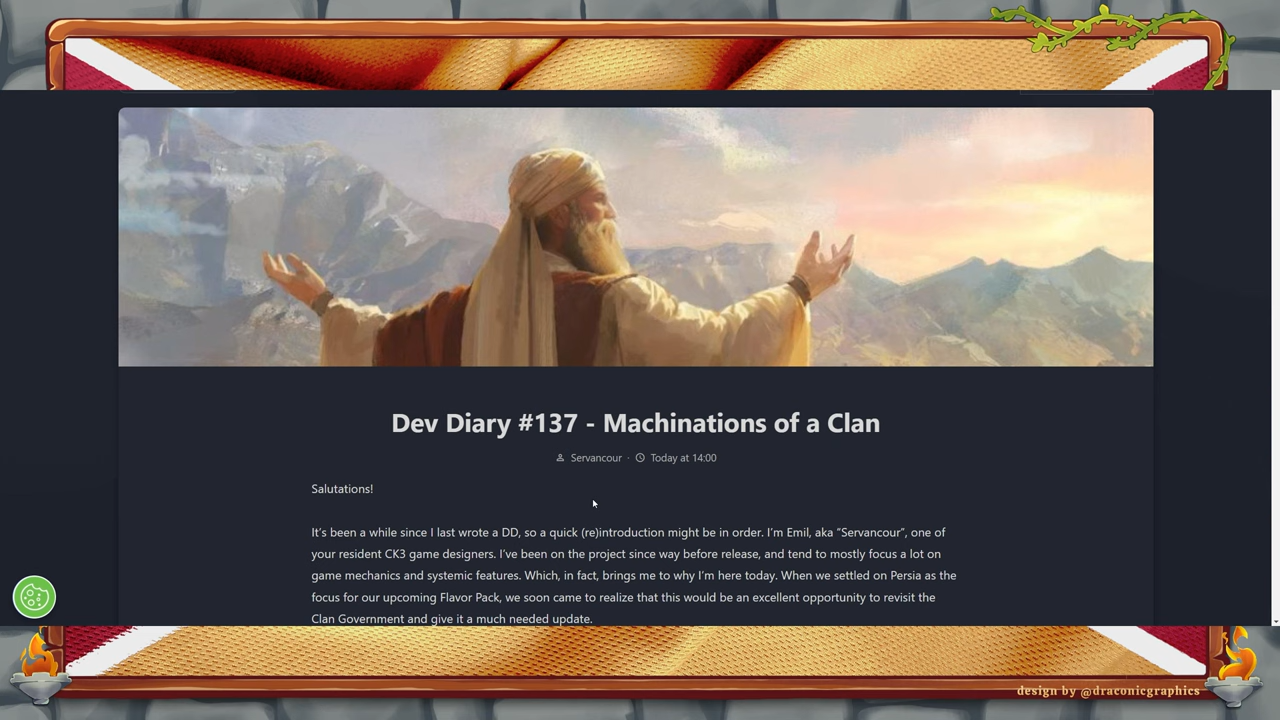 Dev Diary #137 - Machinations of a Clan
Servancour · Today at 14:00
Salutations!
It's been a while since I last wrote a DD, so a quick (re)introduction might be in order. I'm Emil, aka “Servancour”, one of
your resident CK3 game designers. I've been on the project since way before release, and tend to mostly focus a lot on
game mechanics and systemic features. Which, in fact, brings me to why I'm here today. When we settled on Persia as the
focus for our upcoming Flavor Pack, we soon came to realize that this would be an excellent opportunity to revisit the
Clan Government and give it a much needed update.
design by @draconicgraphics